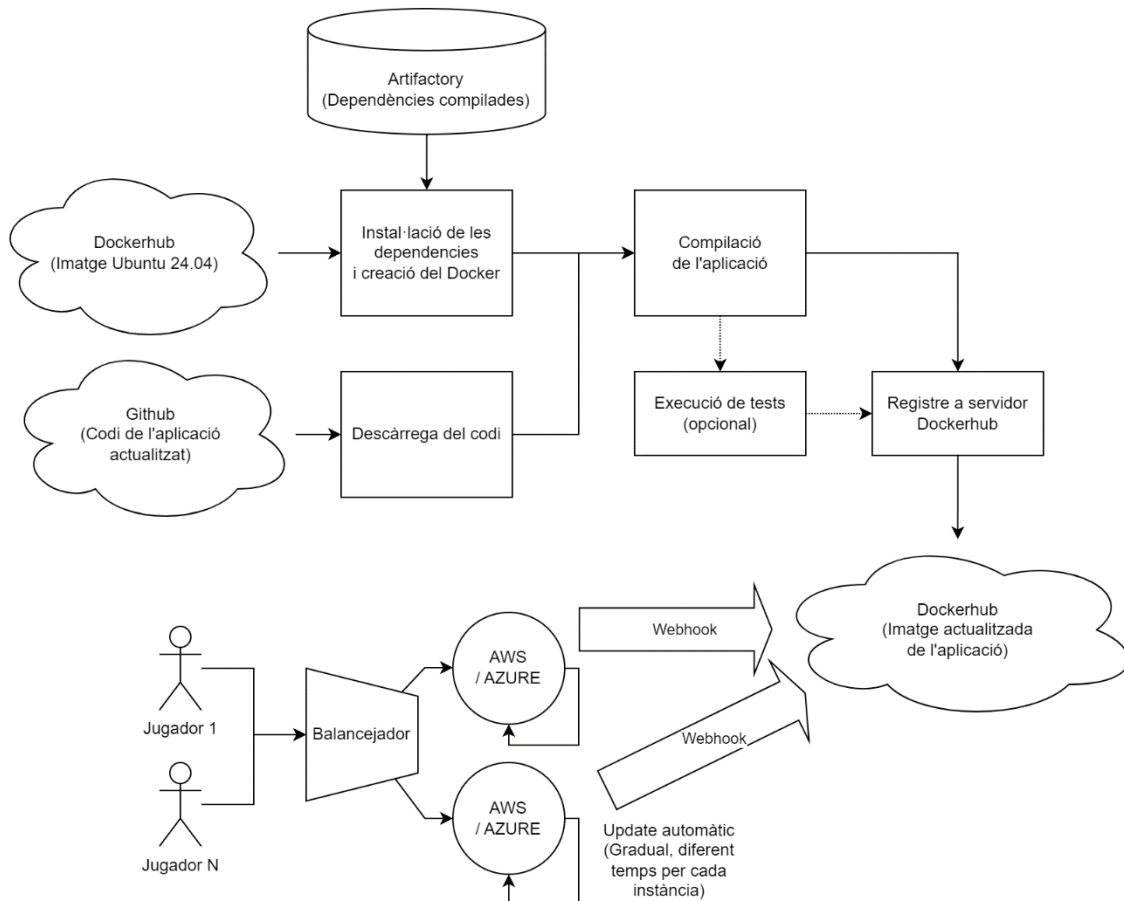 Artifactory
(Dependències compilades)
Dockerhub
(Imatge Ubuntu 24.04)
Instal·lació de les
dependencies
i creació del Docker
Compilació
de l'aplicació
Github
(Codi de l'aplicació
actualitzat)
Descàrrega del codi
Execució de tests
(opcional)
Registre a servidor
Dockerhub
Dockerhub
(Imatge actualitzada
de l'aplicació)
Webhook
AWS
/ AZURE
Jugador 1
Balancejador
Webhook
AWS
/ AZURE
Jugador N
Update automàtic
(Gradual, diferent
temps per cada
instància)